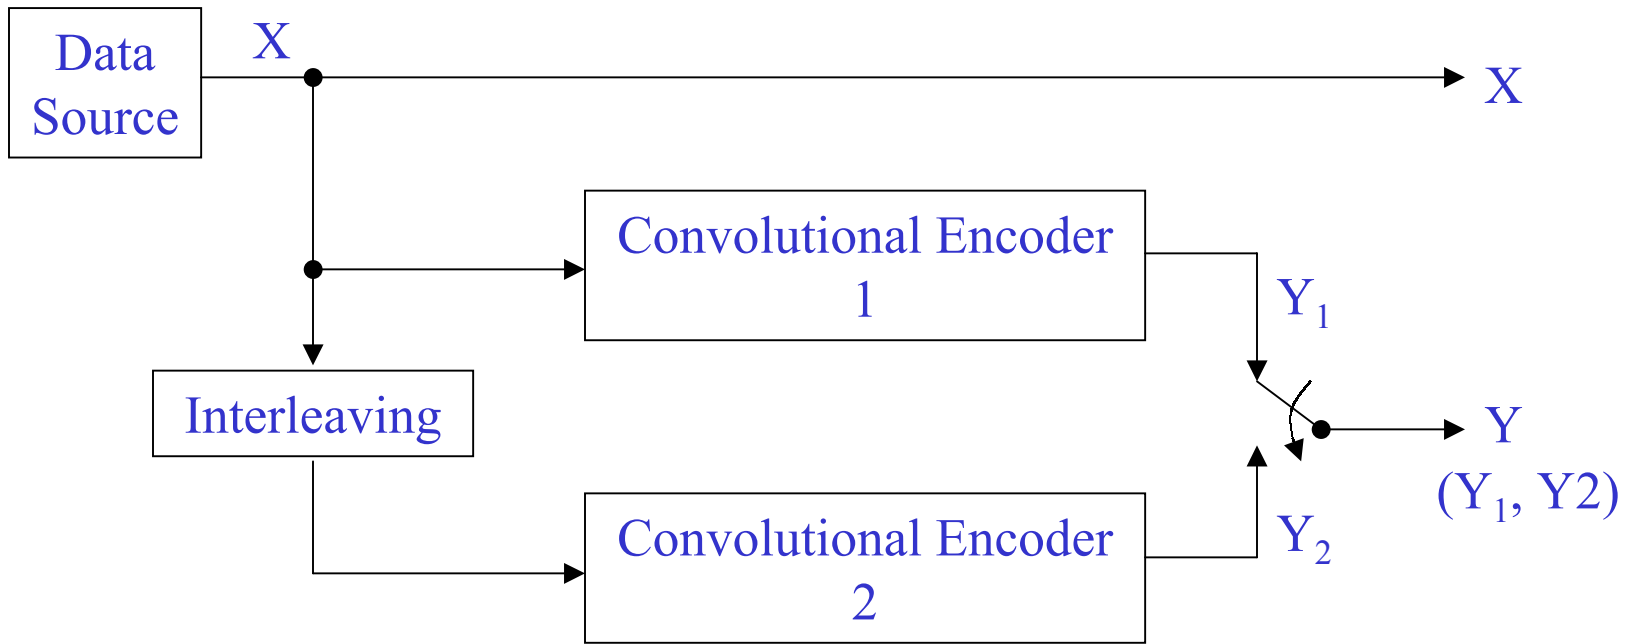 Data
Source
X
X
Convolutional Encoder
1
Y₁
Interleaving
Y
(Y₁, Y2)
Convolutional Encoder
2
Y₂